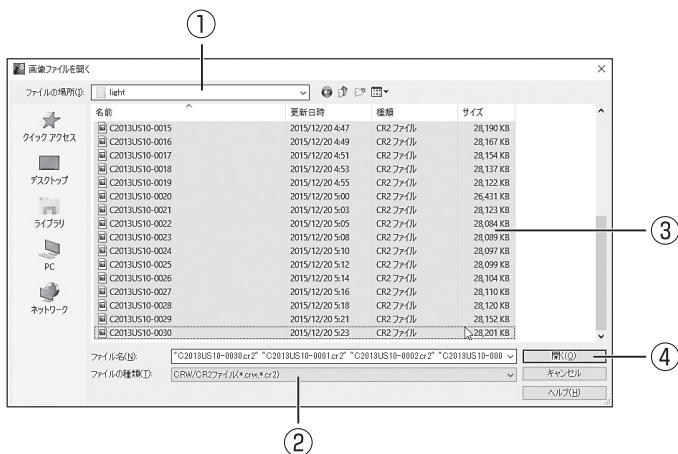 ①
画像ファイルを開く
ファイルの場所(I):
light
クイック アクセス
デスクトップ
ライブラリ
PC
ネットワーク
名前 更新日時 種類 サイズ
C2013US10-0015 2015/12/20 4:47 CR2 ファイル 28,190 KB
C2013US10-0016 2015/12/20 4:49 CR2 ファイル 28,167 KB
C2013US10-0017 2015/12/20 4:51 CR2 ファイル 28,154 KB
C2013US10-0018 2015/12/20 4:53 CR2 ファイル 28,137 KB
C2013US10-0019 2015/12/20 4:55 CR2 ファイル 28,122 KB
C2013US10-0020 2015/12/20 5:00 CR2 ファイル 26,431 KB
C2013US10-0021 2015/12/20 5:03 CR2 ファイル 28,123 KB
C2013US10-0022 2015/12/20 5:05 CR2 ファイル 28,084 KB
C2013US10-0023 2015/12/20 5:08 CR2 ファイル 28,089 KB
C2013US10-0024 2015/12/20 5:10 CR2 ファイル 28,097 KB
C2013US10-0025 2015/12/20 5:12 CR2 ファイル 28,099 KB
C2013US10-0026 2015/12/20 5:14 CR2 ファイル 28,104 KB
C2013US10-0027 2015/12/20 5:16 CR2 ファイル 28,110 KB
C2013US10-0028 2015/12/20 5:18 CR2 ファイル 28,120 KB
C2013US10-0029 2015/12/20 5:21 CR2 ファイル 28,152 KB
C2013US10-0030 2015/12/20 5:23 CR2 ファイル 28,201 KB
③
ファイル名(N): "C2013US10-0030.cr2" "C2013US10-0001.cr2" "C2013US10-0002.cr2" "C2013US10-000 開く(O)
④
ファイルの種類(T): CRW/CR2ファイル(*.crw,*.cr2) キャンセル
ヘルプ(H)
②